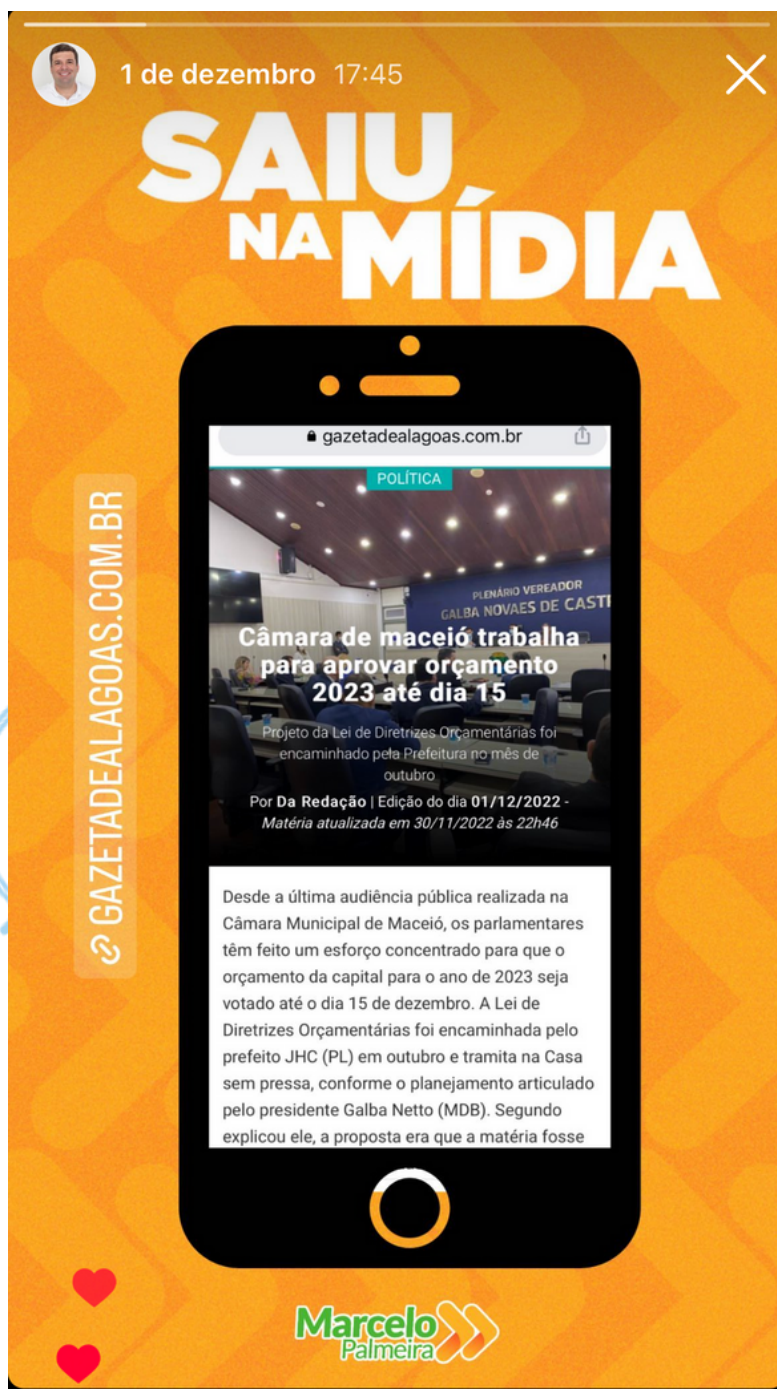 1 de dezembro 17:45
SAIU
NA MÍDIA
gazetadealagoas.com.br
POLÍTICA
PLENÁRIO VEREADOR
GALBA NOVAES DE CASTR
Câmara de maceió trabalha
para aprovar orçamento
2023 até dia 15
Projeto da Lei de Diretrizes Orçamentárias foi
encaminhado pela Prefeitura no mês de
outubro
Por Da Redação | Edição do dia 01/12/2022 -
Matéria atualizada em 30/11/2022 às 22h46
GAZETADEALAGOAS.COM.BR
Desde a última audiência pública realizada na
Câmara Municipal de Maceió, os parlamentares
têm feito um esforço concentrado para que o
orçamento da capital para o ano de 2023 seja
votado até o dia 15 de dezembro. A Lei de
Diretrizes Orçamentárias foi encaminhada pelo
prefeito JHC (PL) em outubro e tramita na Casa
sem pressa, conforme o planejamento articulado
pelo presidente Galba Netto (MDB). Segundo
explicou ele, a proposta era que a matéria fosse
Marcelo
Palmeira